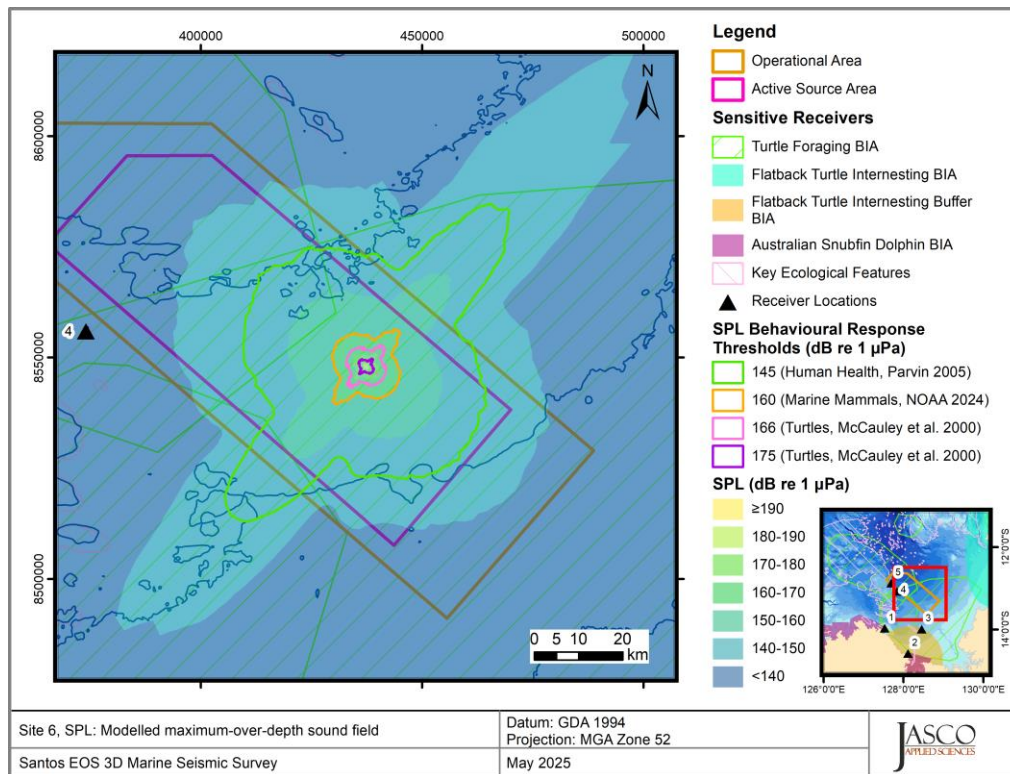 400000
450000
500000
8600000
8550000
8500000
N
4
0 5 10 20
km
Legend
Operational Area
Active Source Area
Sensitive Receivers
Turtle Foraging BIA
Flatback Turtle Internesting BIA
Flatback Turtle Internesting Buffer
BIA
Australian Snubfin Dolphin BIA
Key Ecological Features
Receiver Locations
SPL Behavioural Response
Thresholds (dB re 1 µPa)
145 (Human Health, Parvin 2005)
160 (Marine Mammals, NOAA 2024)
166 (Turtles, McCauley et al. 2000)
175 (Turtles, McCauley et al. 2000)
SPL (dB re 1 µPa)
≥190
180-190
170-180
160-170
150-160
140-150
<140
5
4
1
3
2
12°0'0"S
14°0'0"S
126°0'0"E
128°0'0"E
130°0'0"E
Site 6, SPL: Modelled maximum-over-depth sound field
Santos EOS 3D Marine Seismic Survey
Datum: GDA 1994
Projection: MGA Zone 52
May 2025
JASCO
APPLIED SCIENCES